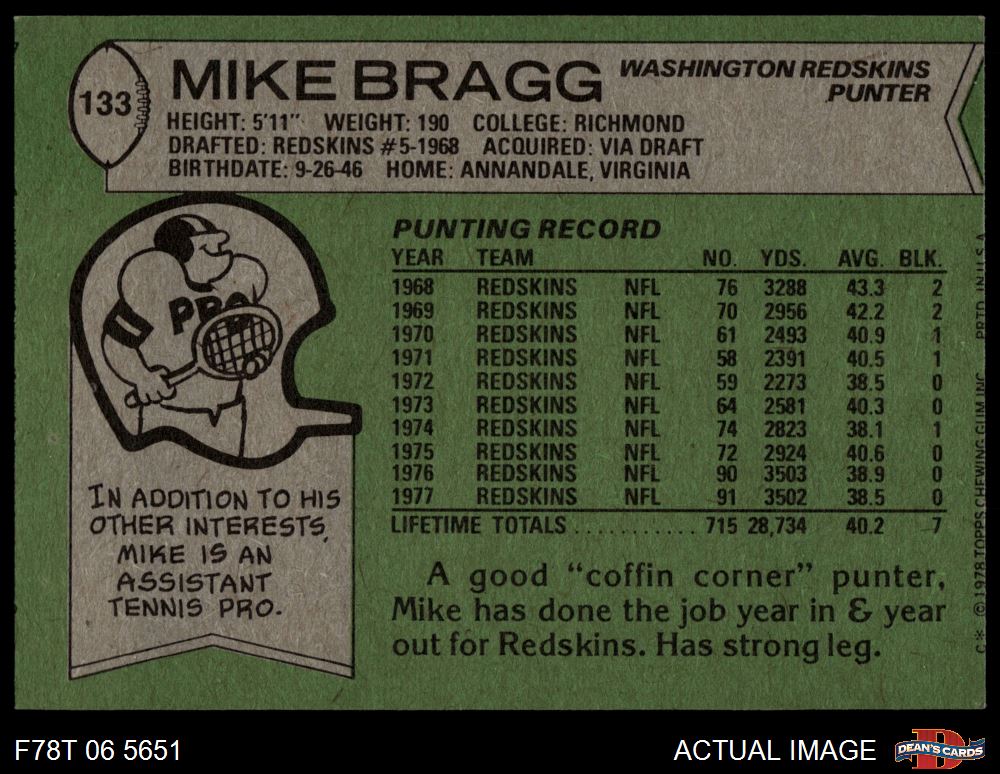 133
MIKE BRAGG
WASHINGTON REDSKINS
PUNTER
HEIGHT: 5'11" WEIGHT: 190 COLLEGE: RICHMOND
DRAFTED: REDSKINS #5-1968 ACQUIRED: VIA DRAFT
BIRTHDATE: 9-26-46 HOME: ANNANDALE, VIRGINIA
PRO
IN ADDITION TO HIS
OTHER INTERESTS,
MIKE IS AN
ASSISTANT
TENNIS PRO.
PUNTING RECORD
YEAR TEAM NO. YDS. AVG. BLK.
1968 REDSKINS NFL 76 3288 43.3 2
1969 REDSKINS NFL 70 2956 42.2 2
1970 REDSKINS NFL 61 2493 40.9 1
1971 REDSKINS NFL 58 2391 40.5 1
1972 REDSKINS NFL 59 2273 38.5 0
1973 REDSKINS NFL 64 2581 40.3 0
1974 REDSKINS NFL 74 2823 38.1 1
1975 REDSKINS NFL 72 2924 40.6 0
1976 REDSKINS NFL 90 3503 38.9 0
1977 REDSKINS NFL 91 3502 38.5 0
LIFETIME TOTALS ........... 715 28,734 40.2 7
A good “coffin corner” punter,
Mike has done the job year in & year
out for Redskins. Has strong leg.
C** © 1978 TOPPS CHEWING GUM INC. PRTD. IN U.S.A.
F78T 06 5651
ACTUAL IMAGE
DEAN'S CARDS